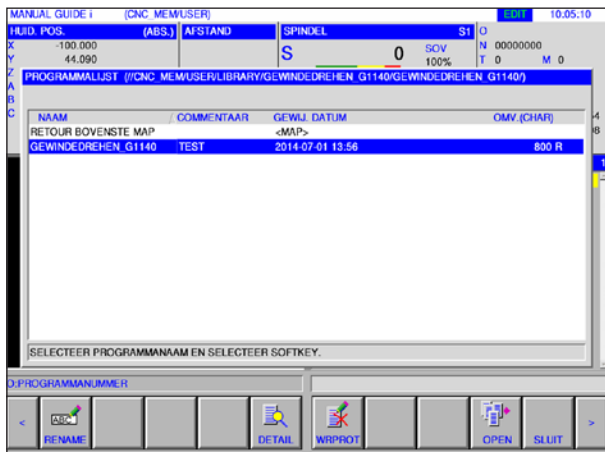 MANUAL GUIDE i (CNC_MEM/USER) EDIT 10:05:10
HUID. POS. (ABS.) AFSTAND SPINDEL S1 O
X -100.000 S 0 SOV 100% N 00000000
Y 44.090 T 0 M 0
Z PROGRAMMALIJST (//CNC_MEM/USER/LIBRARY/GEWINDEDREHEN_G1140/GEWINDEDREHEN_G1140/)
A
B
C NAAM / COMMENTAAR GEWIJ. DATUM OMV.(CHAR)
RETOUR BOVENSTE MAP <MAP>
GEWINDEDREHEN_G1140 TEST 2014-07-01 13:56 800 R
SELECTEER PROGRAMMANAAM EN SELECTEER SOFTKEY.
O:PROGRAMMANUMMER
< ABC RENAME DETAIL WRPROT OPEN SLUIT >